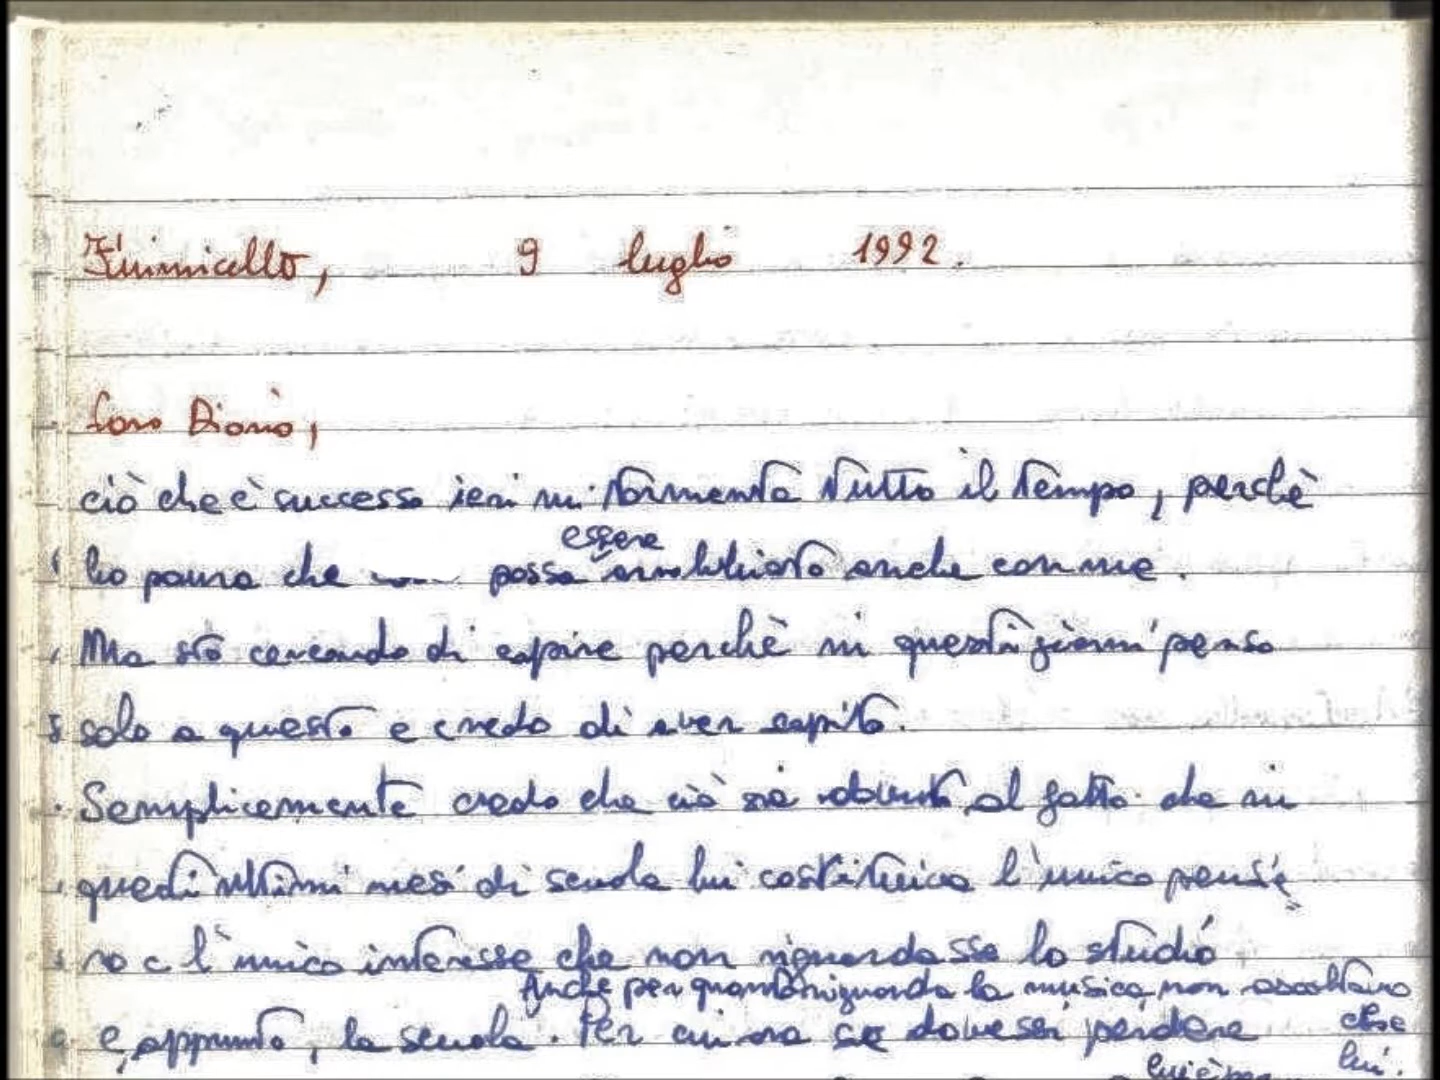 Fiumicello, 9 luglio 1992.
Caro Diario,
ciò che è successo ieri mi tormenta tutto il tempo, perchè
essere
ho paura che possa arrabbiato anche con me.
Ma sto cercando di capire perchè in questi giorni penso
solo a questo e credo di aver capito.
Semplicemente credo che ciò sia dovuto al fatto che in
questi ultimi mesi di scuola lui costituiva l'unico pensie
ro e l'unico interesse che non riguardasse lo studio
Anche per quanto riguarda la musica, non ascoltavo
e, appunto, la scuola. Per cui ora se dovessi perdere
che
lui.
lui è per